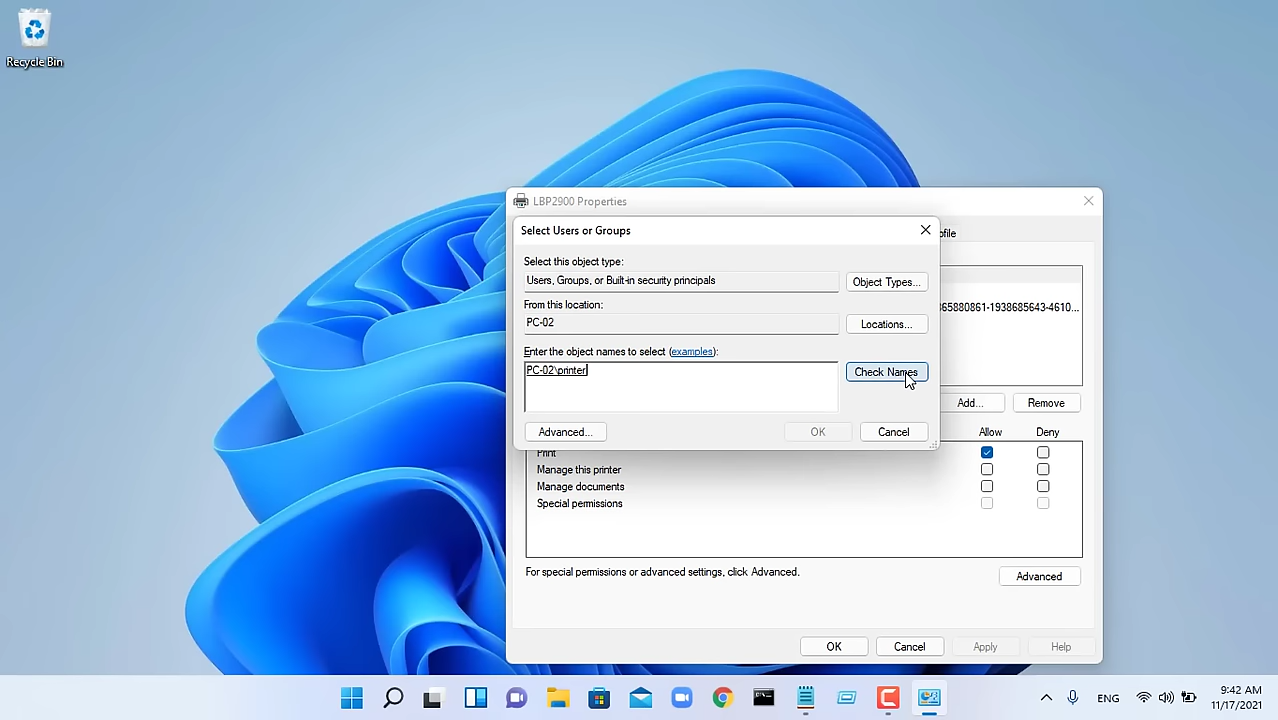 Recycle Bin
LBP2900 Properties
Select Users or Groups
ofile
Select this object type:
Users, Groups, or Built-in security principals
Object Types...
From this location:
PC-02
Locations...
865880861-1938685643-4610...
Enter the object names to select (examples):
PC-02\printer
Check Names
Add...
Remove
Advanced...
OK
Cancel
Allow
Deny
Print
Manage this printer
Manage documents
Special permissions
For special permissions or advanced settings, click Advanced.
Advanced
OK
Cancel
Apply
Help
ENG
9:42 AM
11/17/2021